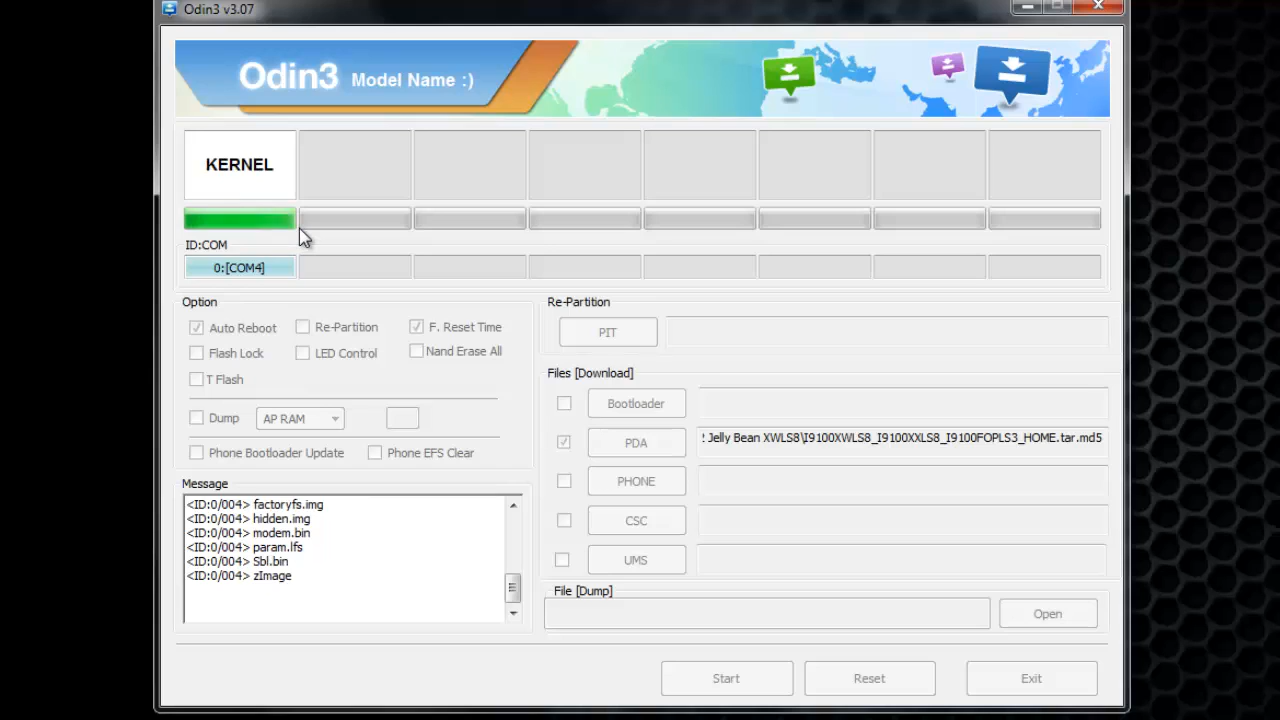 Odin3 v3.07
Odin3 Model Name :)
KERNEL
ID:COM
0:[COM4]
Option
Auto Reboot
Re-Partition
F. Reset Time
Flash Lock
LED Control
Nand Erase All
T Flash
Dump
AP RAM
Phone Bootloader Update
Phone EFS Clear
Message
<ID:0/004> factoryfs.img
<ID:0/004> hidden.img
<ID:0/004> modem.bin
<ID:0/004> param.lfs
<ID:0/004> Sbl.bin
<ID:0/004> zImage
Re-Partition
PIT
Files [Download]
Bootloader
PDA
Jelly Bean XWLS8\I9100XWLS8_I9100XXLS8_I9100FOPLS3_HOME.tar.md5
PHONE
CSC
UMS
File [Dump]
Open
Start
Reset
Exit